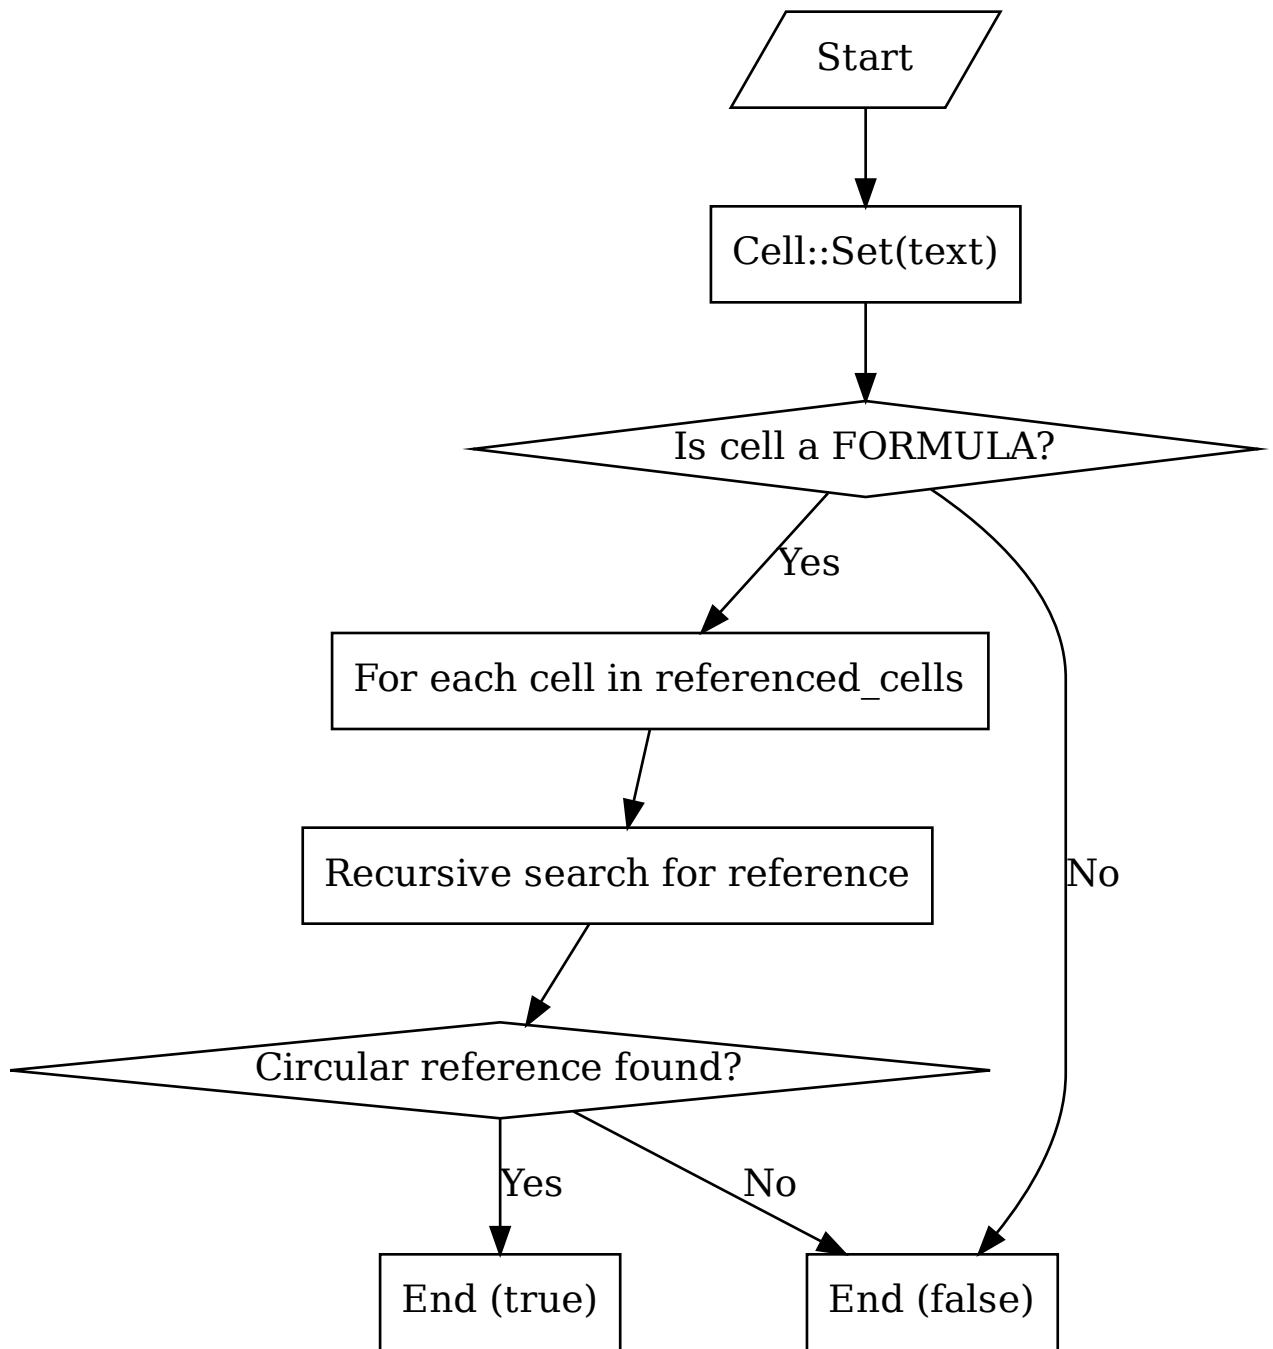 Start
Cell::Set(text)
Is cell a FORMULA?
Yes
For each cell in referenced_cells
Recursive search for reference
No
Circular reference found?
Yes
No
End (true)
End (false)